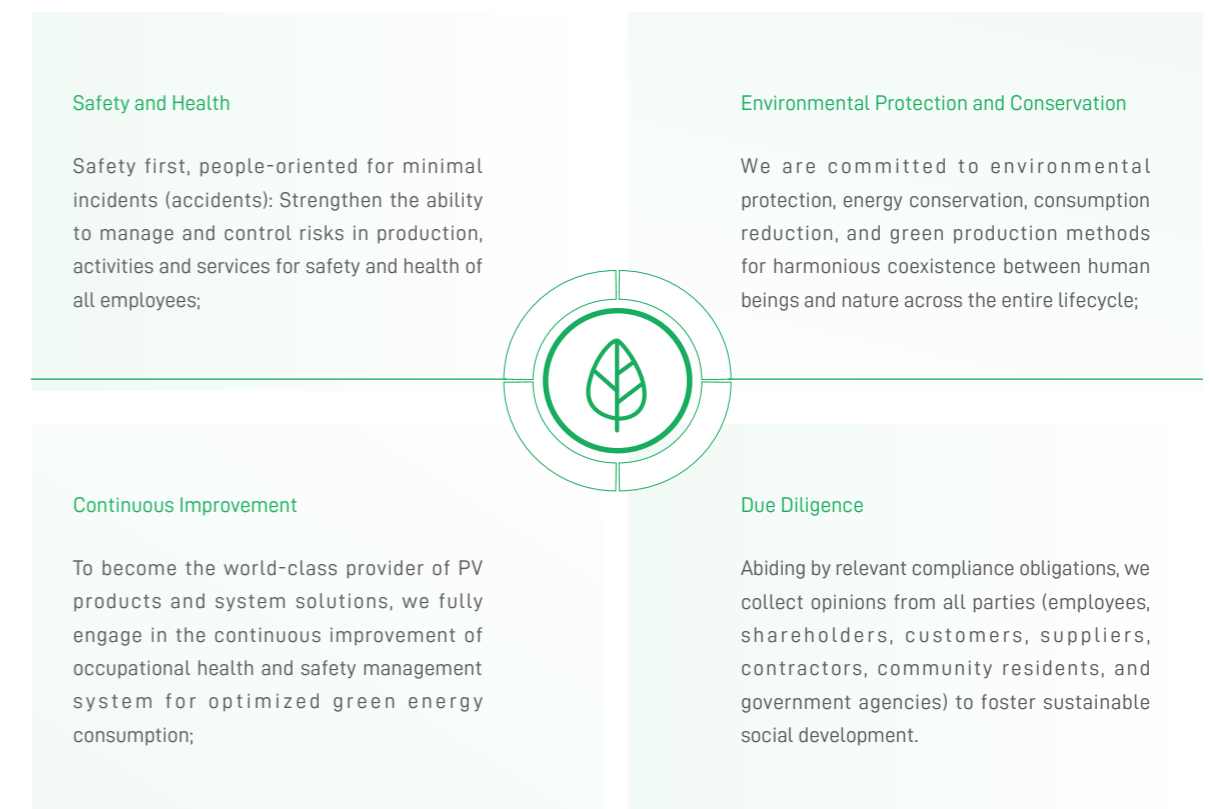 Safety and Health
Safety first, people-oriented for minimal
incidents (accidents): Strengthen the ability
to manage and control risks in production,
activities and services for safety and health of
all employees;
Environmental Protection and Conservation
We are committed to environmental
protection, energy conservation, consumption
reduction, and green production methods
for harmonious coexistence between human
beings and nature across the entire lifecycle;
Continuous Improvement
To become the world-class provider of PV
products and system solutions, we fully
engage in the continuous improvement of
occupational health and safety management
system for optimized green energy
consumption;
Due Diligence
Abiding by relevant compliance obligations, we
collect opinions from all parties (employees,
shareholders, customers, suppliers,
contractors, community residents, and
government agencies) to foster sustainable
social development.